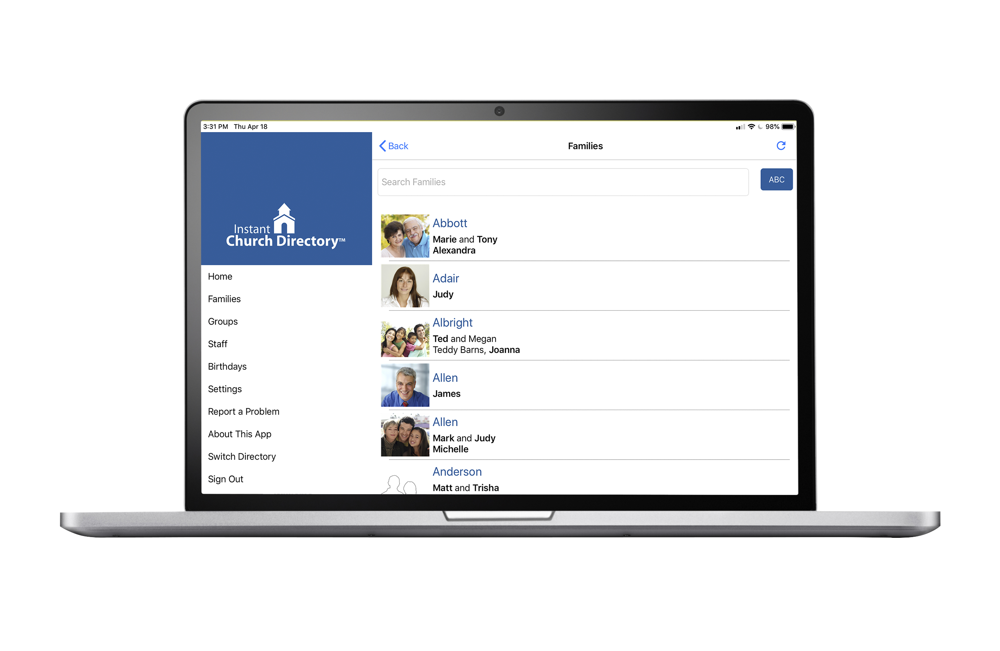 3:31 PM Thu Apr 18
98%
Instant
Church Directory™
Home
Families
Groups
Staff
Birthdays
Settings
Report a Problem
About This App
Switch Directory
Sign Out
Back
Families
Search Families
ABC
Abbott
Marie and Tony
Alexandra
Adair
Judy
Albright
Ted and Megan
Teddy Barns, Joanna
Allen
James
Allen
Mark and Judy
Michelle
Anderson
Matt and Trisha